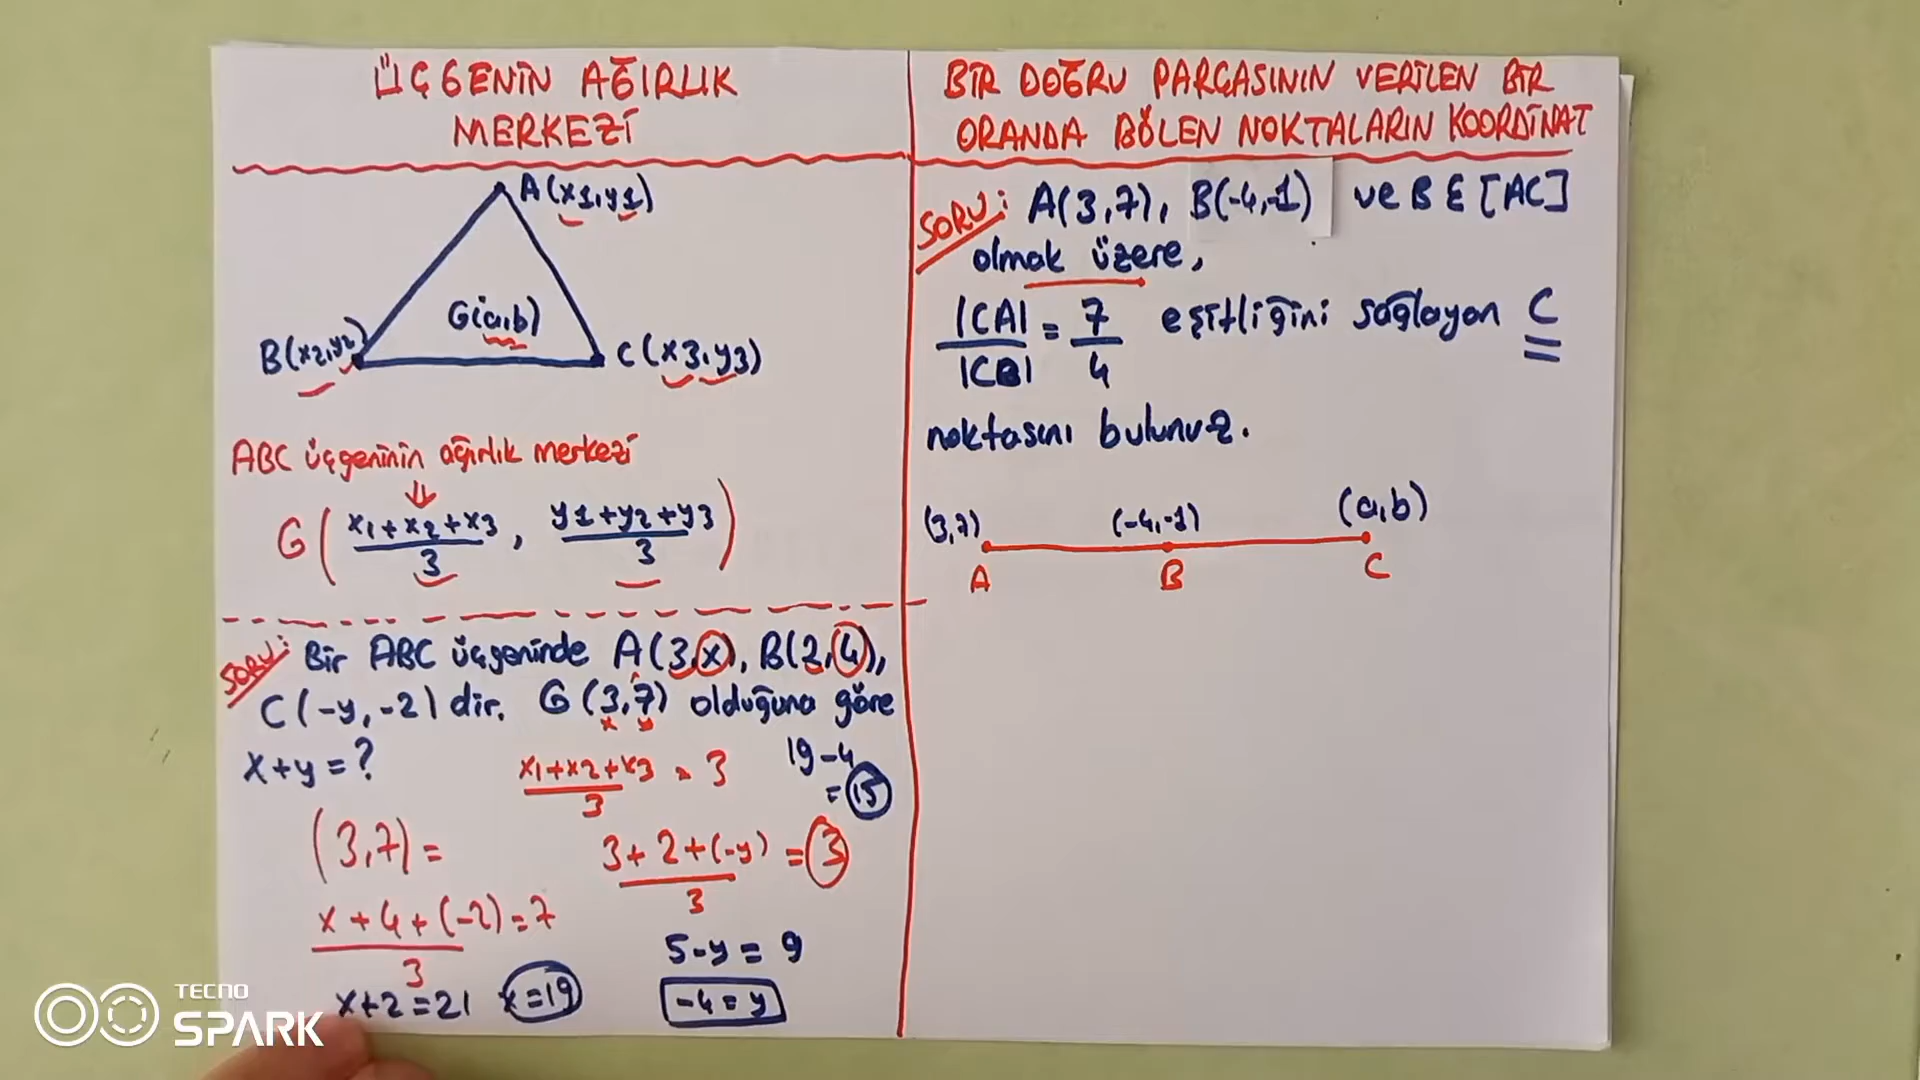 ÜÇGENİN AĞIRLIK
MERKEZİ
A(x1,y1)
G(a,b)
B(x2,y2)
C(x3,y3)
ABC üçgeninin ağırlık merkezi
⇓
G( x1+x2+x3 / 3 , y1+y2+y3 / 3 )
SORU: Bir ABC üçgeninde A(3,x), B(2,4),
C(-y,-2) dir. G(3,7) olduğuna göre
x y
x+y=?
x1+x2+x3 / 3 = 3
19-4
=15
(3,7)=
3+2+(-y) / 3 = 3
x+4+(-2) / 3 = 7
5-y=9
x+2=21 x=19
-4=y
BİR DOĞRU PARÇASININ VERİLEN BİR
ORANDA BÖLEN NOKTALARIN KOORDİNAT
SORU: A(3,7), B(-4,-1) ve B ∈ [AC]
olmak üzere,
|CA| / |CB| = 7 / 4 eşitliğini sağlayan C
noktasını bulunuz.
(3,7) (-4,-1) (a,b)
A B C
TECNO
SPARK